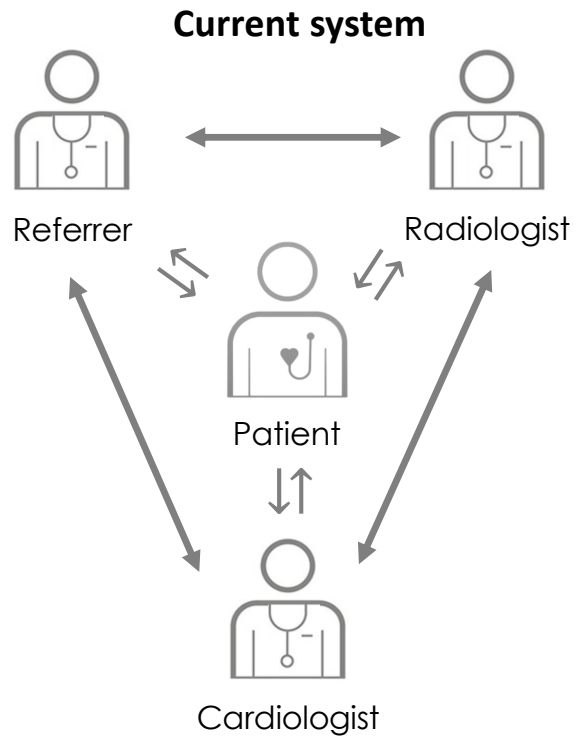 Current system
Referrer
Radiologist
Patient
Cardiologist